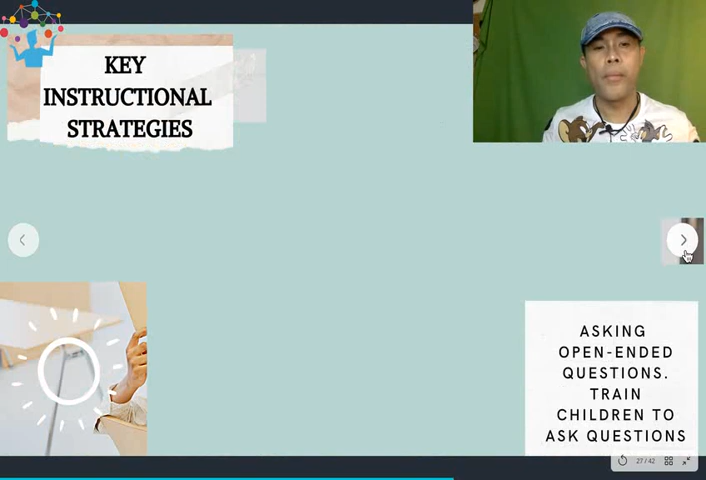 KEY
INSTRUCTIONAL
STRATEGIES
ASKING
OPEN-ENDED
QUESTIONS.
TRAIN
CHILDREN TO
ASK QUESTIONS
27 / 42